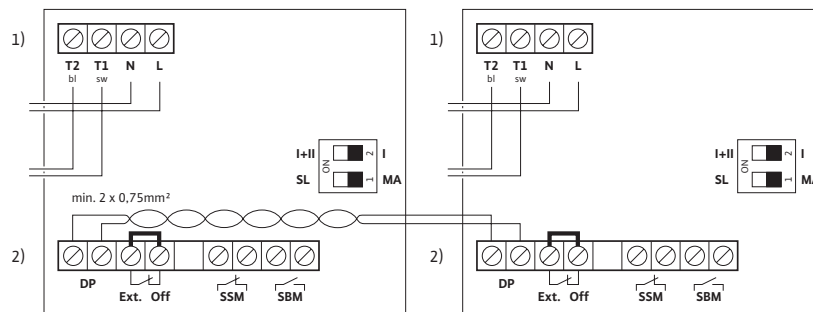 1)
T2 T1 N L
bl sw
I+II ON 2 I
SL 1 MA
min. 2 x 0,75mm²
2)
DP
Ext. Off SSM SBM
1)
T2 T1 N L
bl sw
I+II ON 2 I
SL 1 MA
2)
DP
Ext. Off SSM SBM